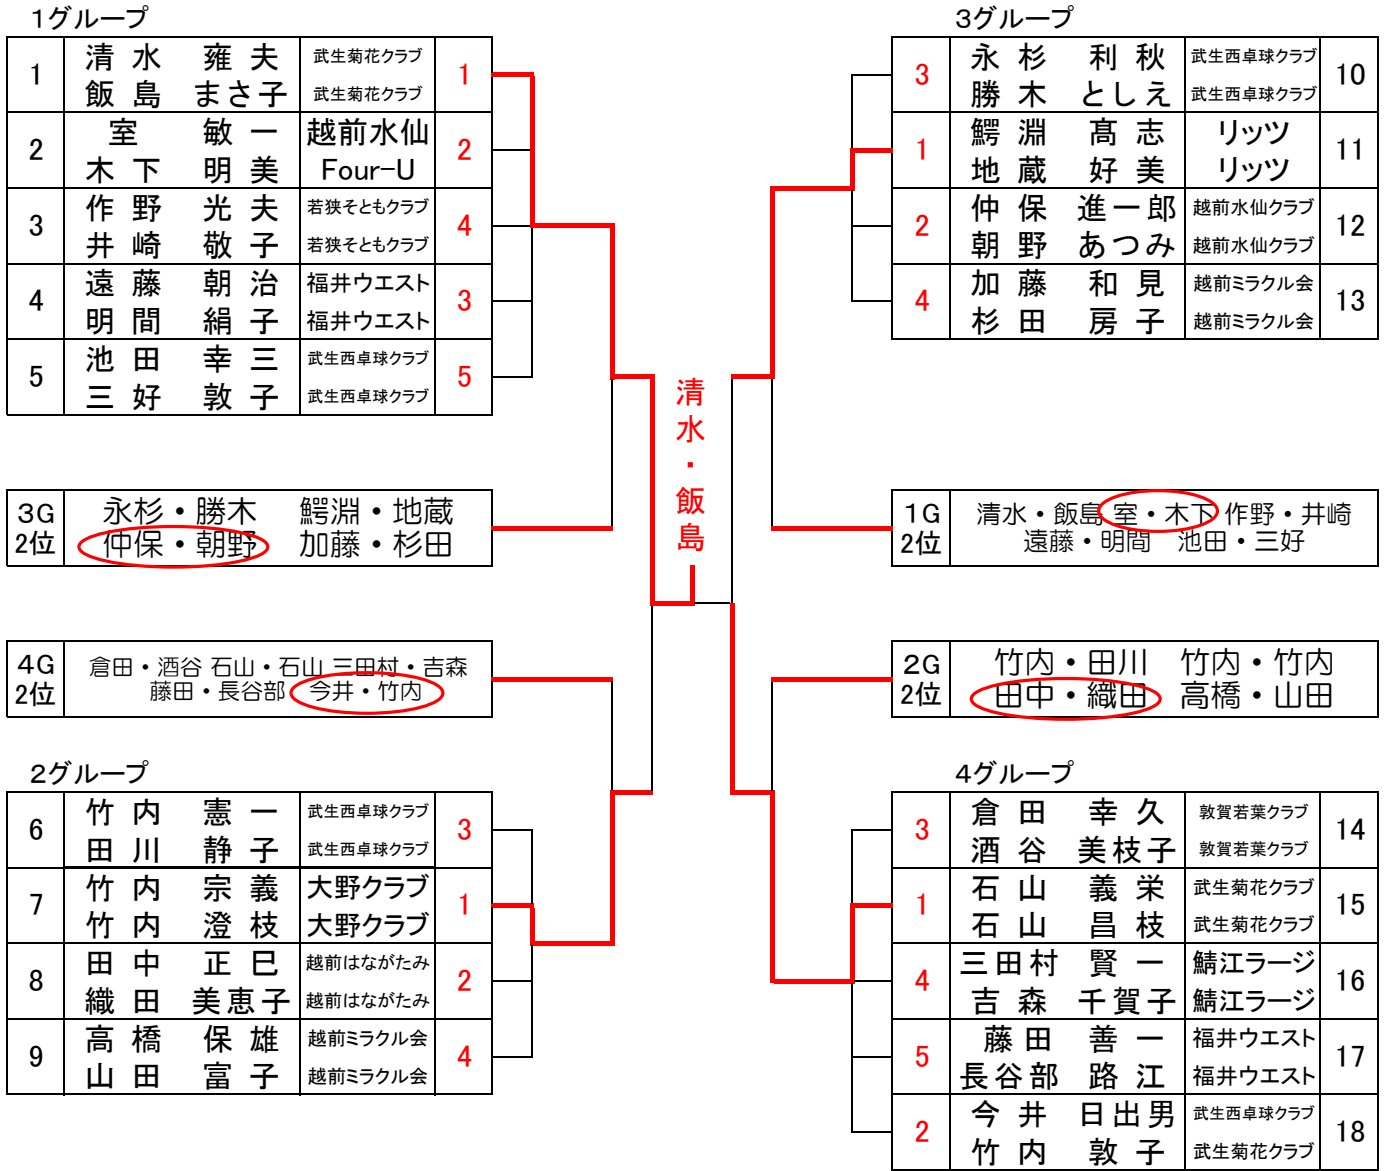 1グループ
1 清水 雍夫 武生菊花クラブ 1
飯島 まさ子 武生菊花クラブ
2 室 敏一 越前水仙 2
木下 明美 Four-U
3 作野 光夫 若狭そともクラブ 4
井崎 敬子 若狭そともクラブ
4 遠藤 朝治 福井ウエスト 3
明間 絹子 福井ウエスト
5 池田 幸三 武生西卓球クラブ 5
三好 敦子 武生西卓球クラブ
3G 2位
永杉・勝木 鰐淵・地蔵
仲保・朝野 加藤・杉田
4G 2位
倉田・酒谷 石山・石山 三田村・吉森
藤田・長谷部 今井・竹内
2グループ
6 竹内 憲一 武生西卓球クラブ 3
田川 静子 武生西卓球クラブ
7 竹内 宗義 大野クラブ 1
竹内 澄枝 大野クラブ
8 田中 正巳 越前はながたみ 2
織田 美恵子 越前はながたみ
9 高橋 保雄 越前ミラクル会 4
山田 富子 越前ミラクル会
清水・飯島
3グループ
3 永杉 利秋 武生西卓球クラブ 10
勝木 としえ 武生西卓球クラブ
1 鰐淵 髙志 リッツ 11
地蔵 好美 リッツ
2 仲保 進一郎 越前水仙クラブ 12
朝野 あつみ 越前水仙クラブ
4 加藤 和見 越前ミラクル会 13
杉田 房子 越前ミラクル会
1G 2位
清水・飯島 室・木下 作野・井崎
遠藤・明間 池田・三好
2G 2位
竹内・田川 竹内・竹内
田中・織田 高橋・山田
4グループ
3 倉田 幸久 敦賀若葉クラブ 14
酒谷 美枝子 敦賀若葉クラブ
1 石山 義栄 武生菊花クラブ 15
石山 昌枝 武生菊花クラブ
4 三田村 賢一 鯖江ラージ 16
吉森 千賀子 鯖江ラージ
5 藤田 善一 福井ウエスト 17
長谷部 路江 福井ウエスト
2 今井 日出男 武生西卓球クラブ 18
竹内 敦子 武生菊花クラブ